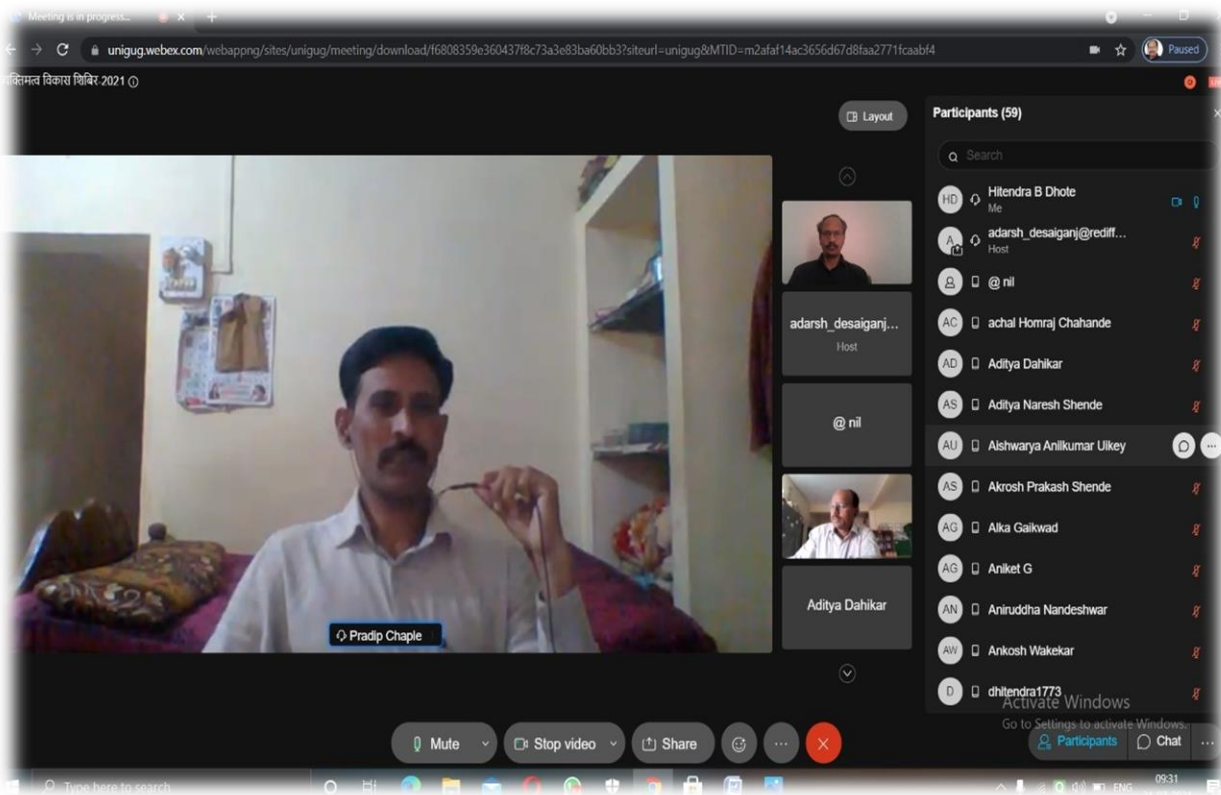 Meeting is in progress...
unigug.webex.com/webappng/sites/unigug/meeting/download/f6808359e360437f8c73a3e83ba60bb3?siteurl=unigug&MTID=m2afaf14ac3656d67d8faa2771fcaabf4
Paused
विकास शिबिर-2021
Layout
Participants (59)
Search
HD Hitendra B Dhote
Me
A adarsh_desaiganj@rediff...
Host
@ nil
AC achal Homraj Chahande
AD Aditya Dahikar
AS Aditya Naresh Shende
AU Aishwarya Anilkumar Uikey
AS Akrosh Prakash Shende
AG Alka Gaikwad
AG Aniket G
AN Aniruddha Nandeshwar
AW Ankosh Wakekar
D dhitendra1773
adarsh_desaiganj...
Host
@ nil
Aditya Dahikar
Pradip Chaple
Activate Windows
Go to Settings to activate Windows.
Mute
Stop video
Share
Participants
Chat
Type here to search
ENG
09:31